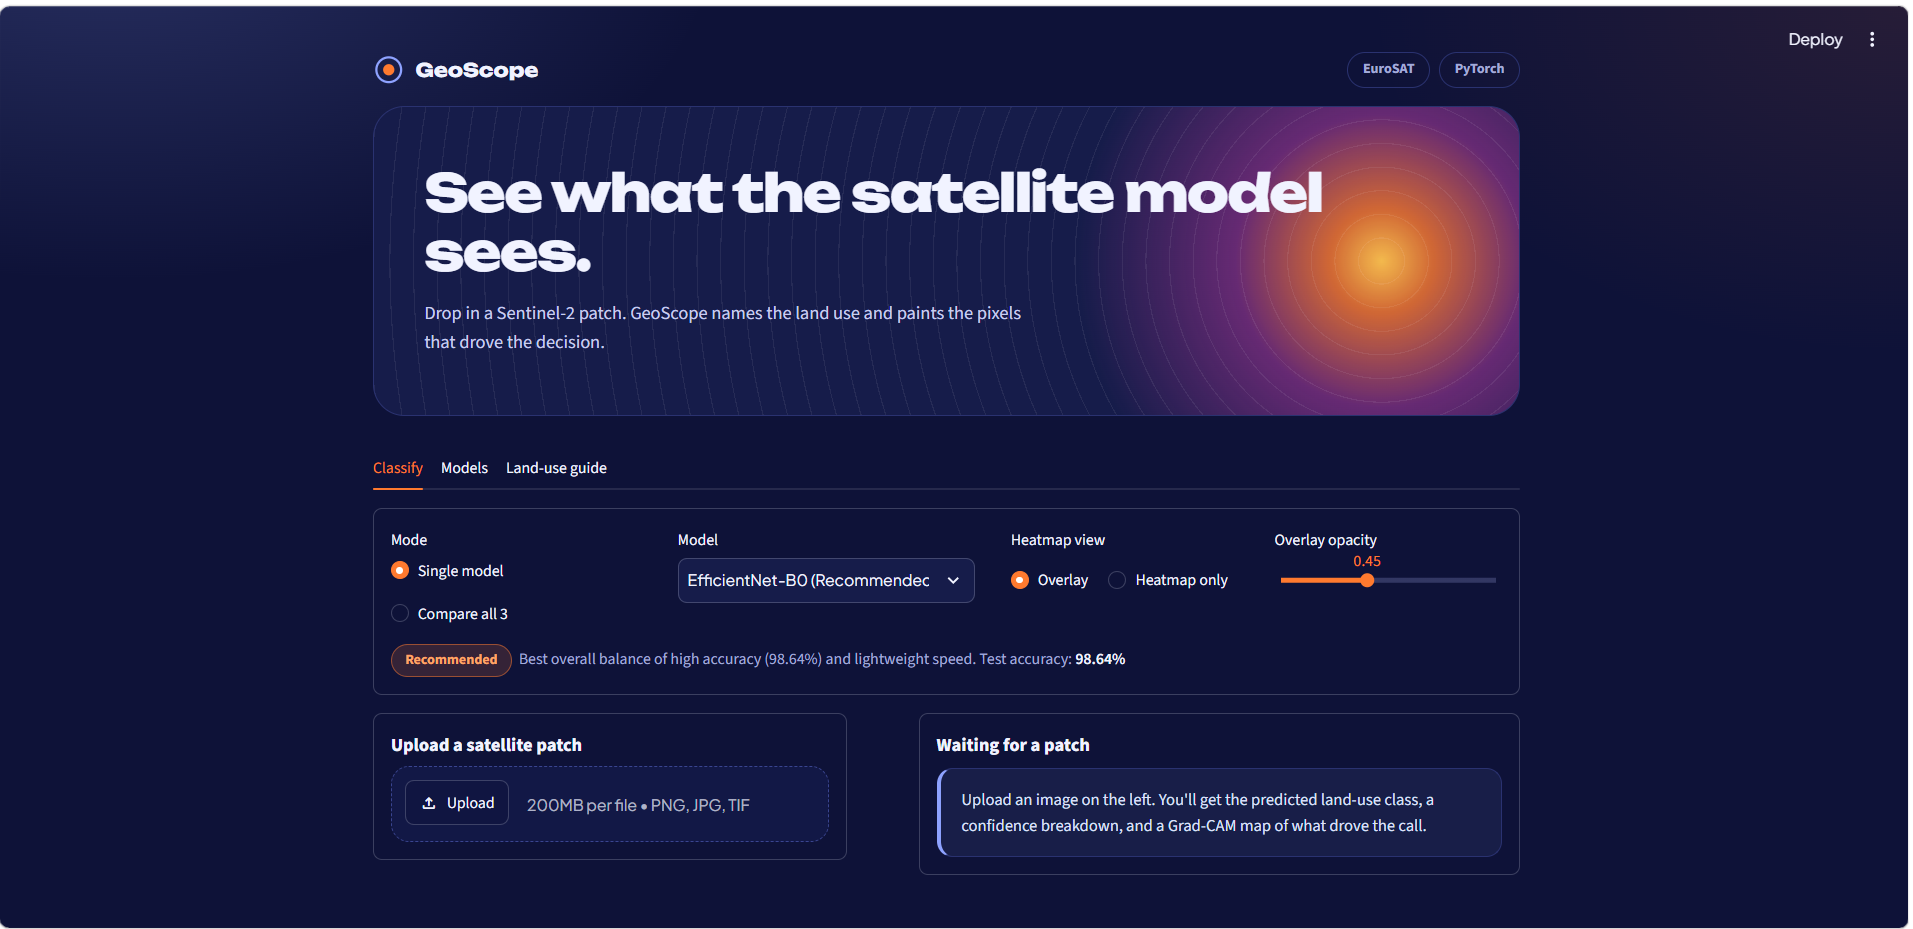 Deploy
GeoScope
EuroSAT
PyTorch
See what the satellite model
sees.
Drop in a Sentinel-2 patch. GeoScope names the land use and paints the pixels
that drove the decision.
Classify
Models
Land-use guide
Mode
Single model
Compare all 3
Model
EfficientNet-B0 (Recommended
Heatmap view
Overlay
Heatmap only
Overlay opacity
0.45
Recommended
Best overall balance of high accuracy (98.64%) and lightweight speed. Test accuracy: 98.64%
Upload a satellite patch
Upload
200MB per file • PNG, JPG, TIF
Waiting for a patch
Upload an image on the left. You'll get the predicted land-use class, a
confidence breakdown, and a Grad-CAM map of what drove the call.